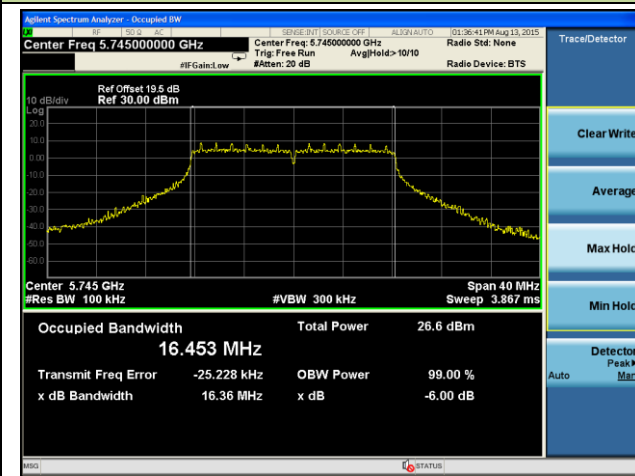 Agilent Spectrum Analyzer - Occupied BW
RF 50 Ω AC SENSE:INT SOURCE OFF ALIGN AUTO 01:36:41 PM Aug 13, 2015
Center Freq 5.745000000 GHz Center Freq: 5.745000000 GHz Radio Std: None Trace/Detector
Trig: Free Run Avg|Hold:>10/10
#IFGain:Low #Atten: 20 dB Radio Device: BTS
Ref Offset 19.5 dB
10 dB/div Ref 30.00 dBm
Log
20.0
10.0
0.00
-10.0
-20.0
-30.0
-40.0
-50.0
-60.0
Clear Write
Average
Max Hold
Min Hold
Center 5.745 GHz Span 40 MHz
#Res BW 100 kHz #VBW 300 kHz Sweep 3.867 ms
Occupied Bandwidth Total Power 26.6 dBm
16.453 MHz
Transmit Freq Error -25.228 kHz OBW Power 99.00 %
x dB Bandwidth 16.36 MHz x dB -6.00 dB
Detector
Peak
Auto Man
MSG STATUS